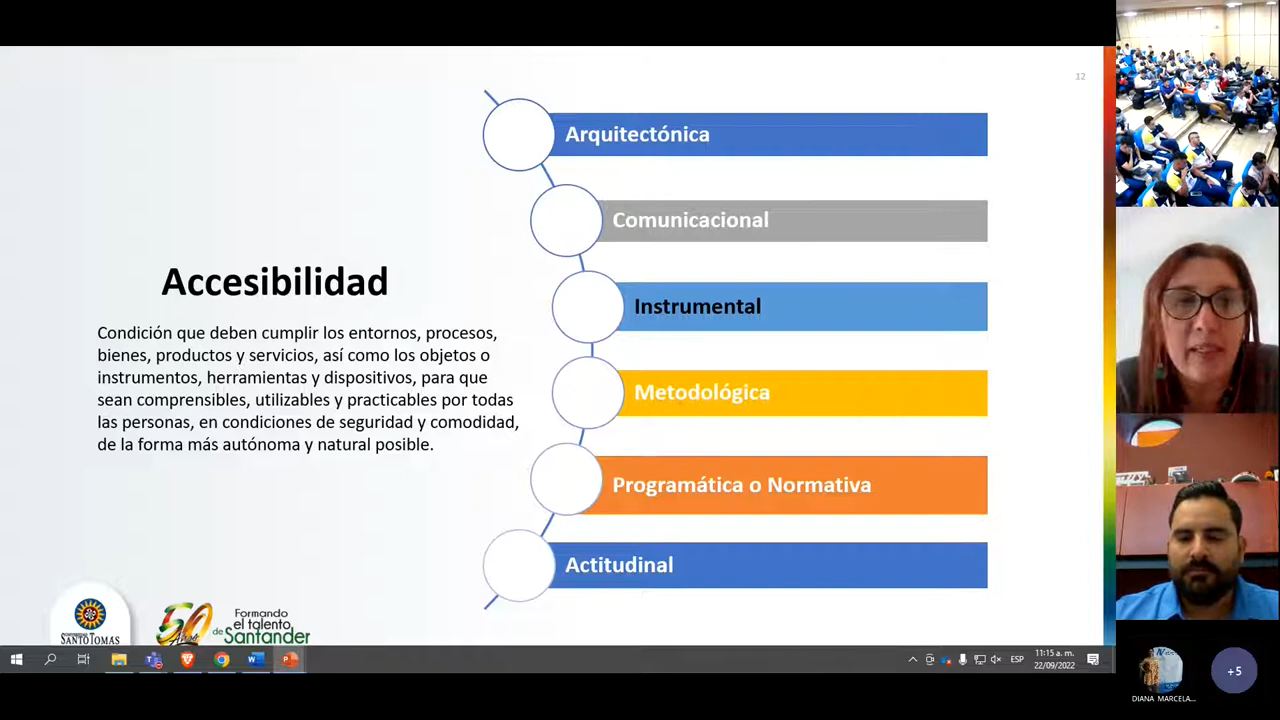 12
Arquitectónica
Comunicacional
Accesibilidad
Instrumental
Condición que deben cumplir los entornos, procesos,
bienes, productos y servicios, así como los objetos o
instrumentos, herramientas y dispositivos, para que
sean comprensibles, utilizables y practicables por todas
las personas, en condiciones de seguridad y comodidad,
de la forma más autónoma y natural posible.
Metodológica
Programática o Normativa
Actitudinal
SANTO TOMAS
50 Años
Formando
el talento
de Santander
ESP
11:15 a. m.
22/09/2022
DIANA MARCELA...
+5